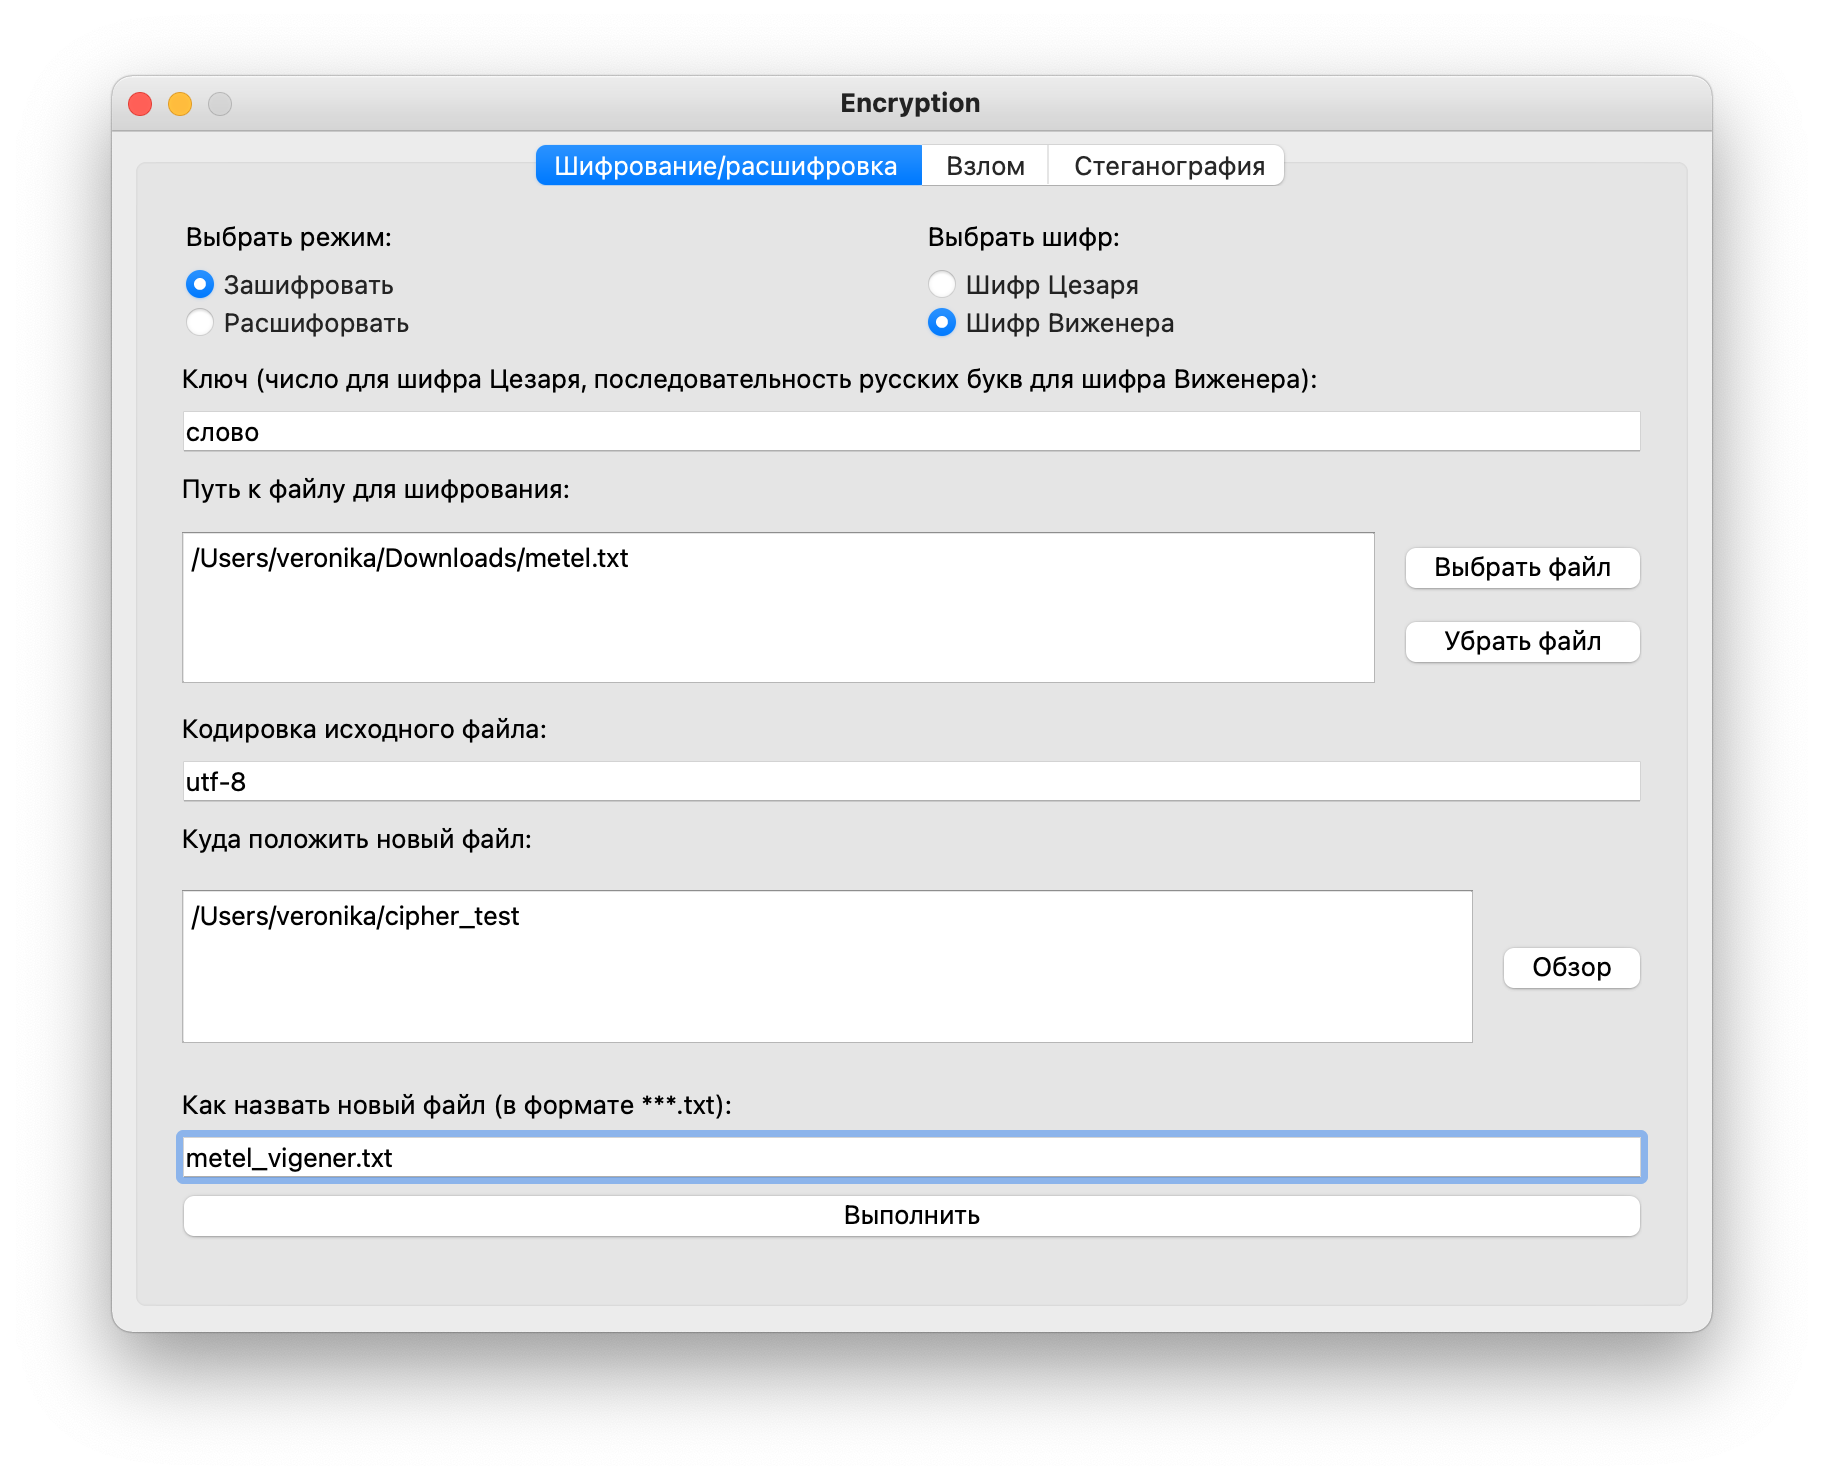 Encryption
Шифрование/расшифровка Взлом Стеганография
Выбрать режим: Выбрать шифр:
Зашифровать Шифр Цезаря
Расшифорвать Шифр Виженера
Ключ (число для шифра Цезаря, последовательность русских букв для шифра Виженера):
слово
Путь к файлу для шифрования:
/Users/veronika/Downloads/metel.txt
Выбрать файл
Убрать файл
Кодировка исходного файла:
utf-8
Куда положить новый файл:
/Users/veronika/cipher_test
Обзор
Как назвать новый файл (в формате ***.txt):
metel_vigener.txt
Выполнить